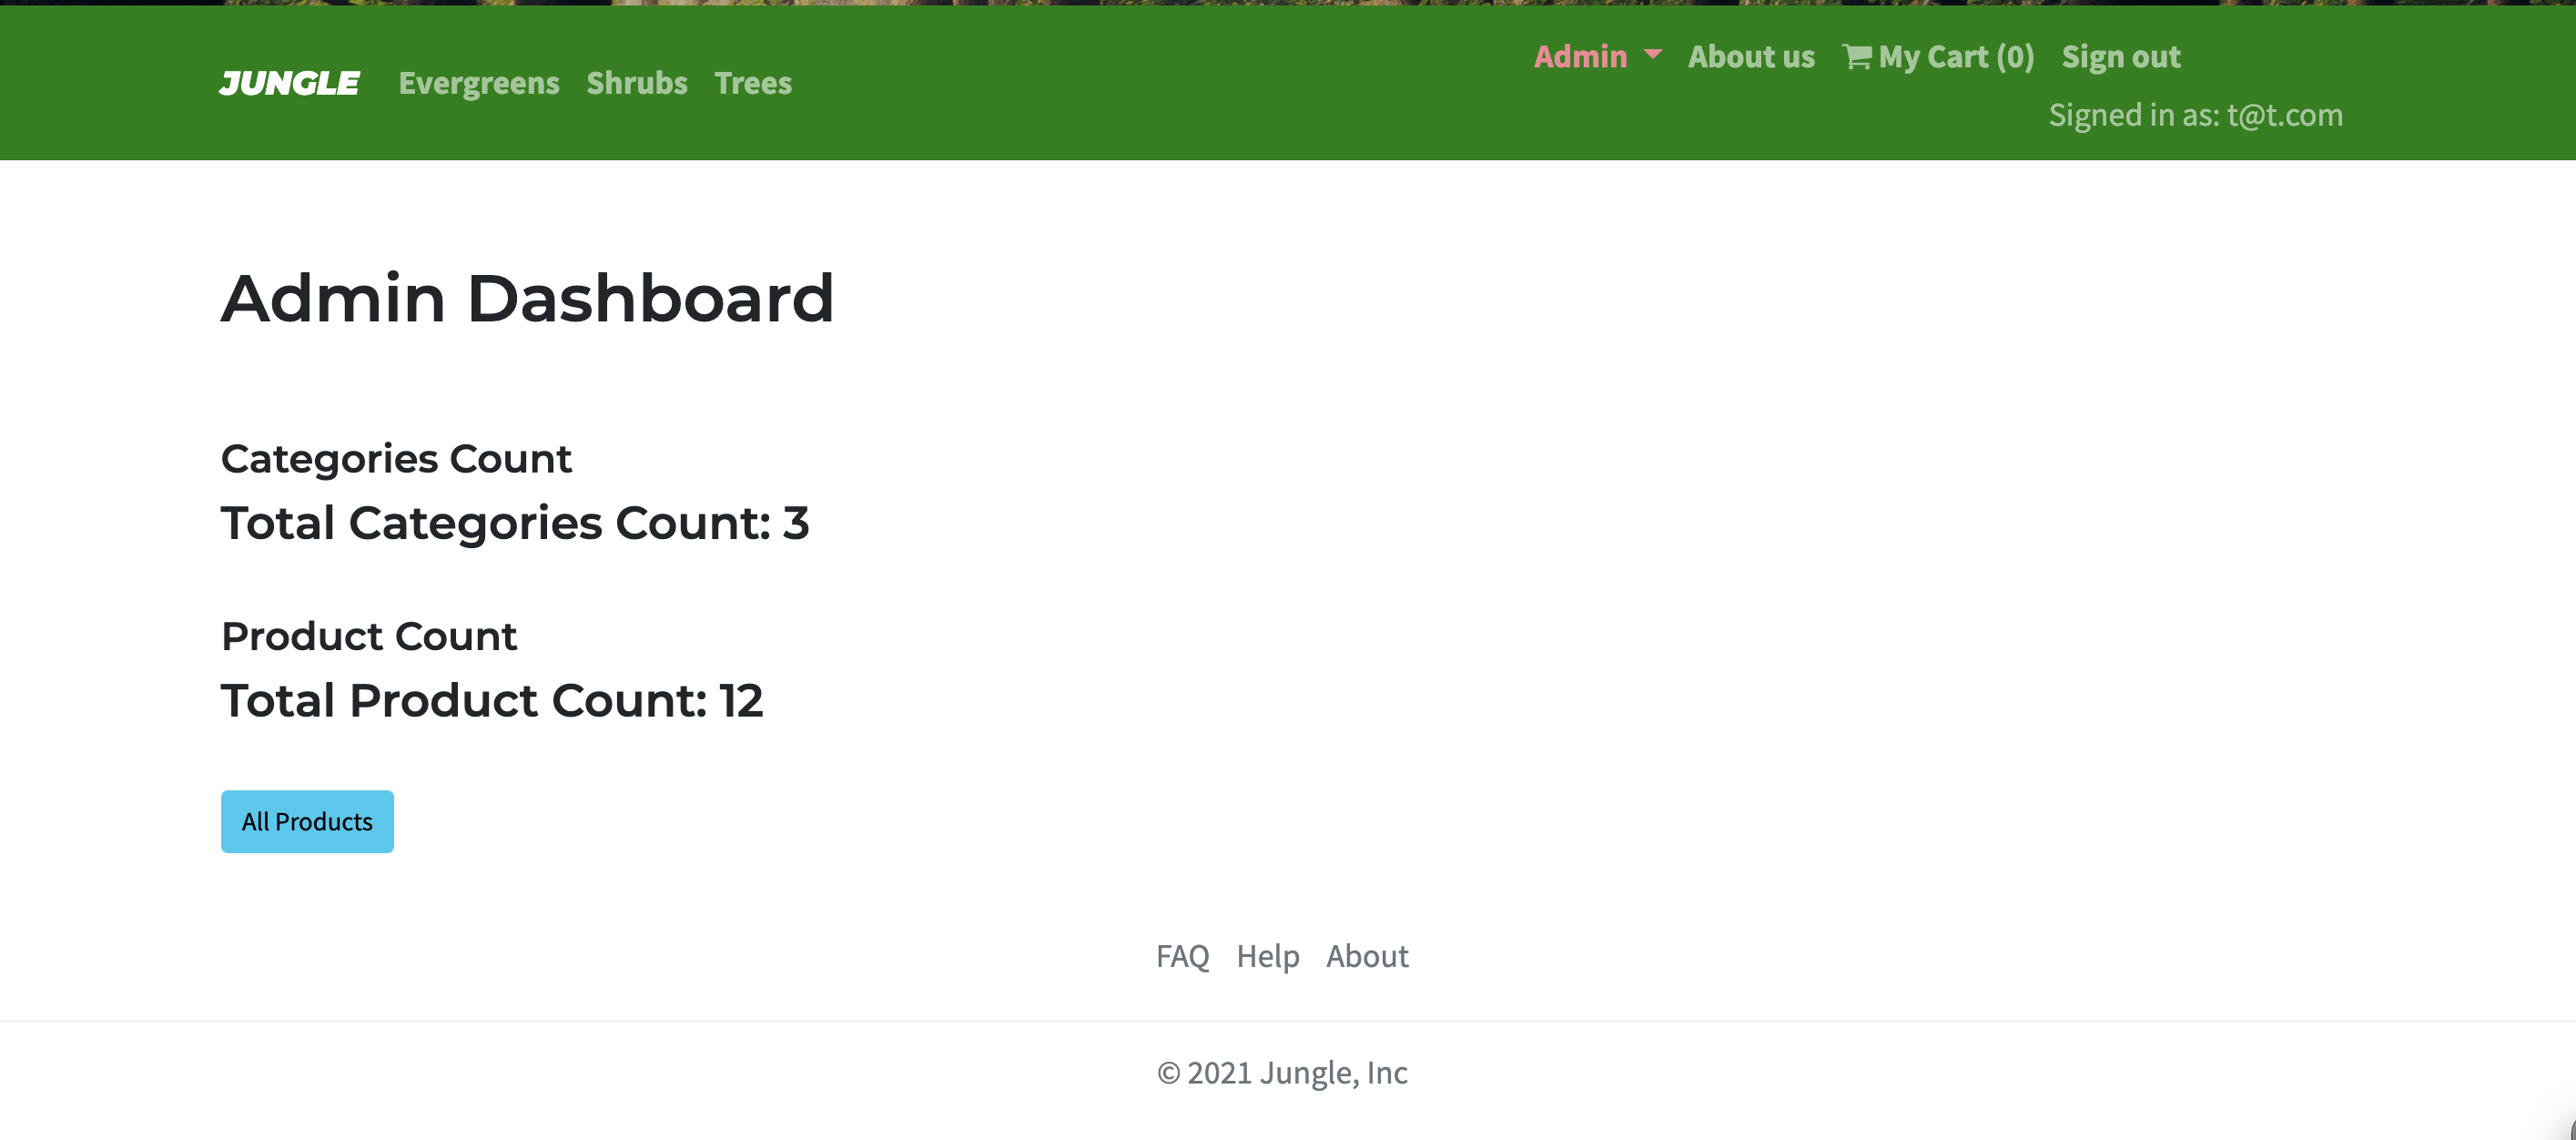 JUNGLE Evergreens Shrubs Trees
Admin About us My Cart (0) Sign out
Signed in as: t@t.com
Admin Dashboard
Categories Count
Total Categories Count: 3
Product Count
Total Product Count: 12
All Products
FAQ Help About
© 2021 Jungle, Inc